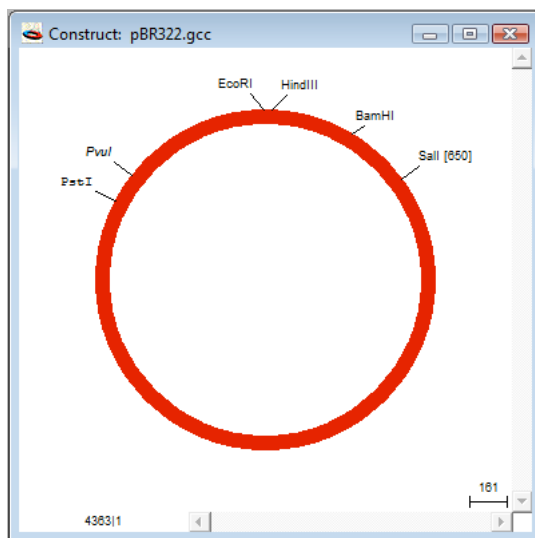 Construct: pBR322.gcc
EcoRI
HindIII
BamHI
PvuI
SalI [650]
PstI
161
4363|1